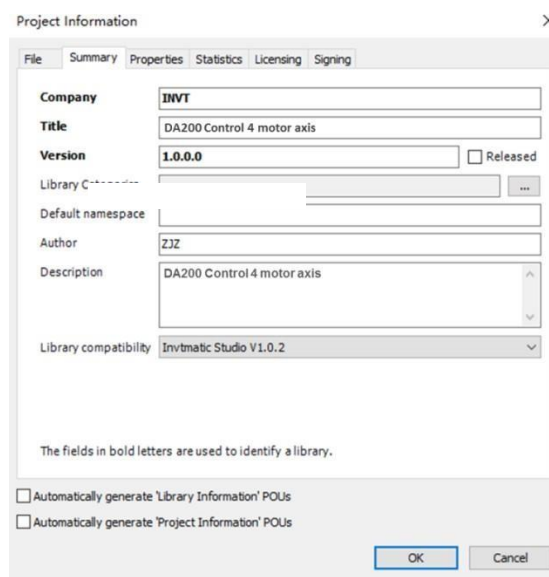 Project Information
File Summary Properties Statistics Licensing Signing
Company INVT
Title DA200 Control 4 motor axis
Version 1.0.0.0 Released
Library ...
Default namespace
Author ZJZ
Description DA200 Control 4 motor axis
Library compatibility Invtmatic Studio V1.0.2
The fields in bold letters are used to identify a library.
Automatically generate 'Library Information' POUs
Automatically generate 'Project Information' POUs
OK Cancel